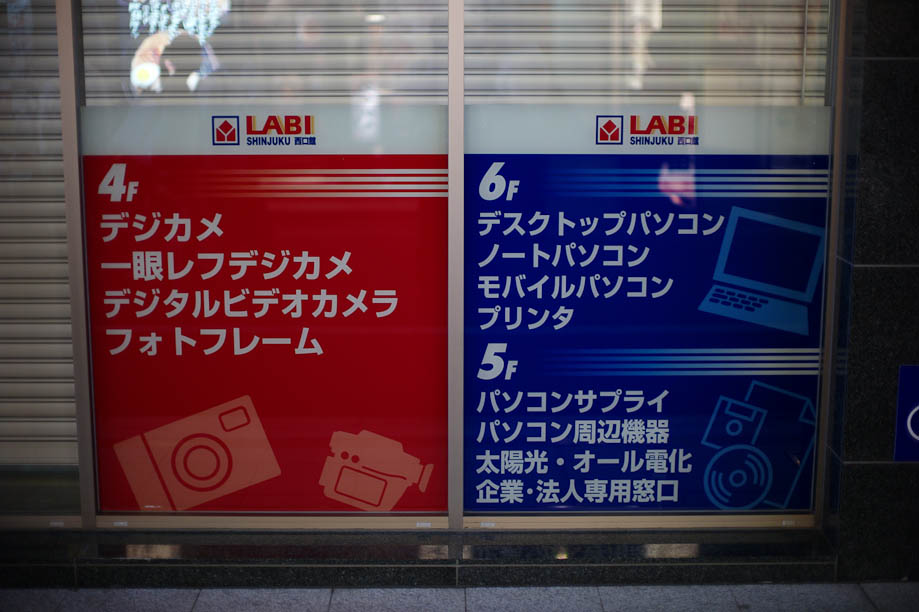 LABI
SHINJUKU 西口館
4F
デジカメ
一眼レフデジカメ
デジタルビデオカメラ
フォトフレーム
LABI
SHINJUKU 西口館
6F
デスクトップパソコン
ノートパソコン
モバイルパソコン
プリンタ
5F
パソコンサプライ
パソコン周辺機器
太陽光・オール電化
企業・法人専用窓口